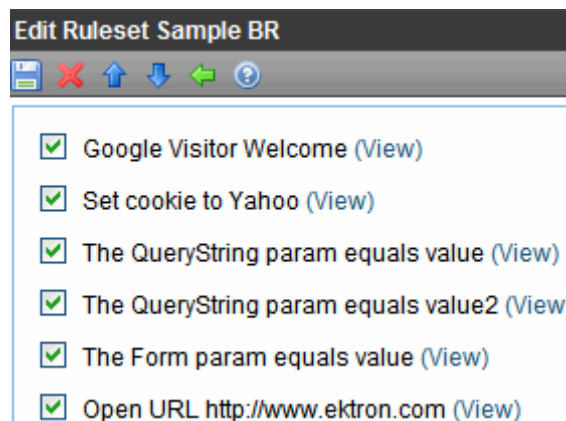 Edit Ruleset Sample BR
Google Visitor Welcome (View)
Set cookie to Yahoo (View)
The QueryString param equals value (View)
The QueryString param equals value2 (View
The Form param equals value (View)
Open URL http://www.ektron.com (View)